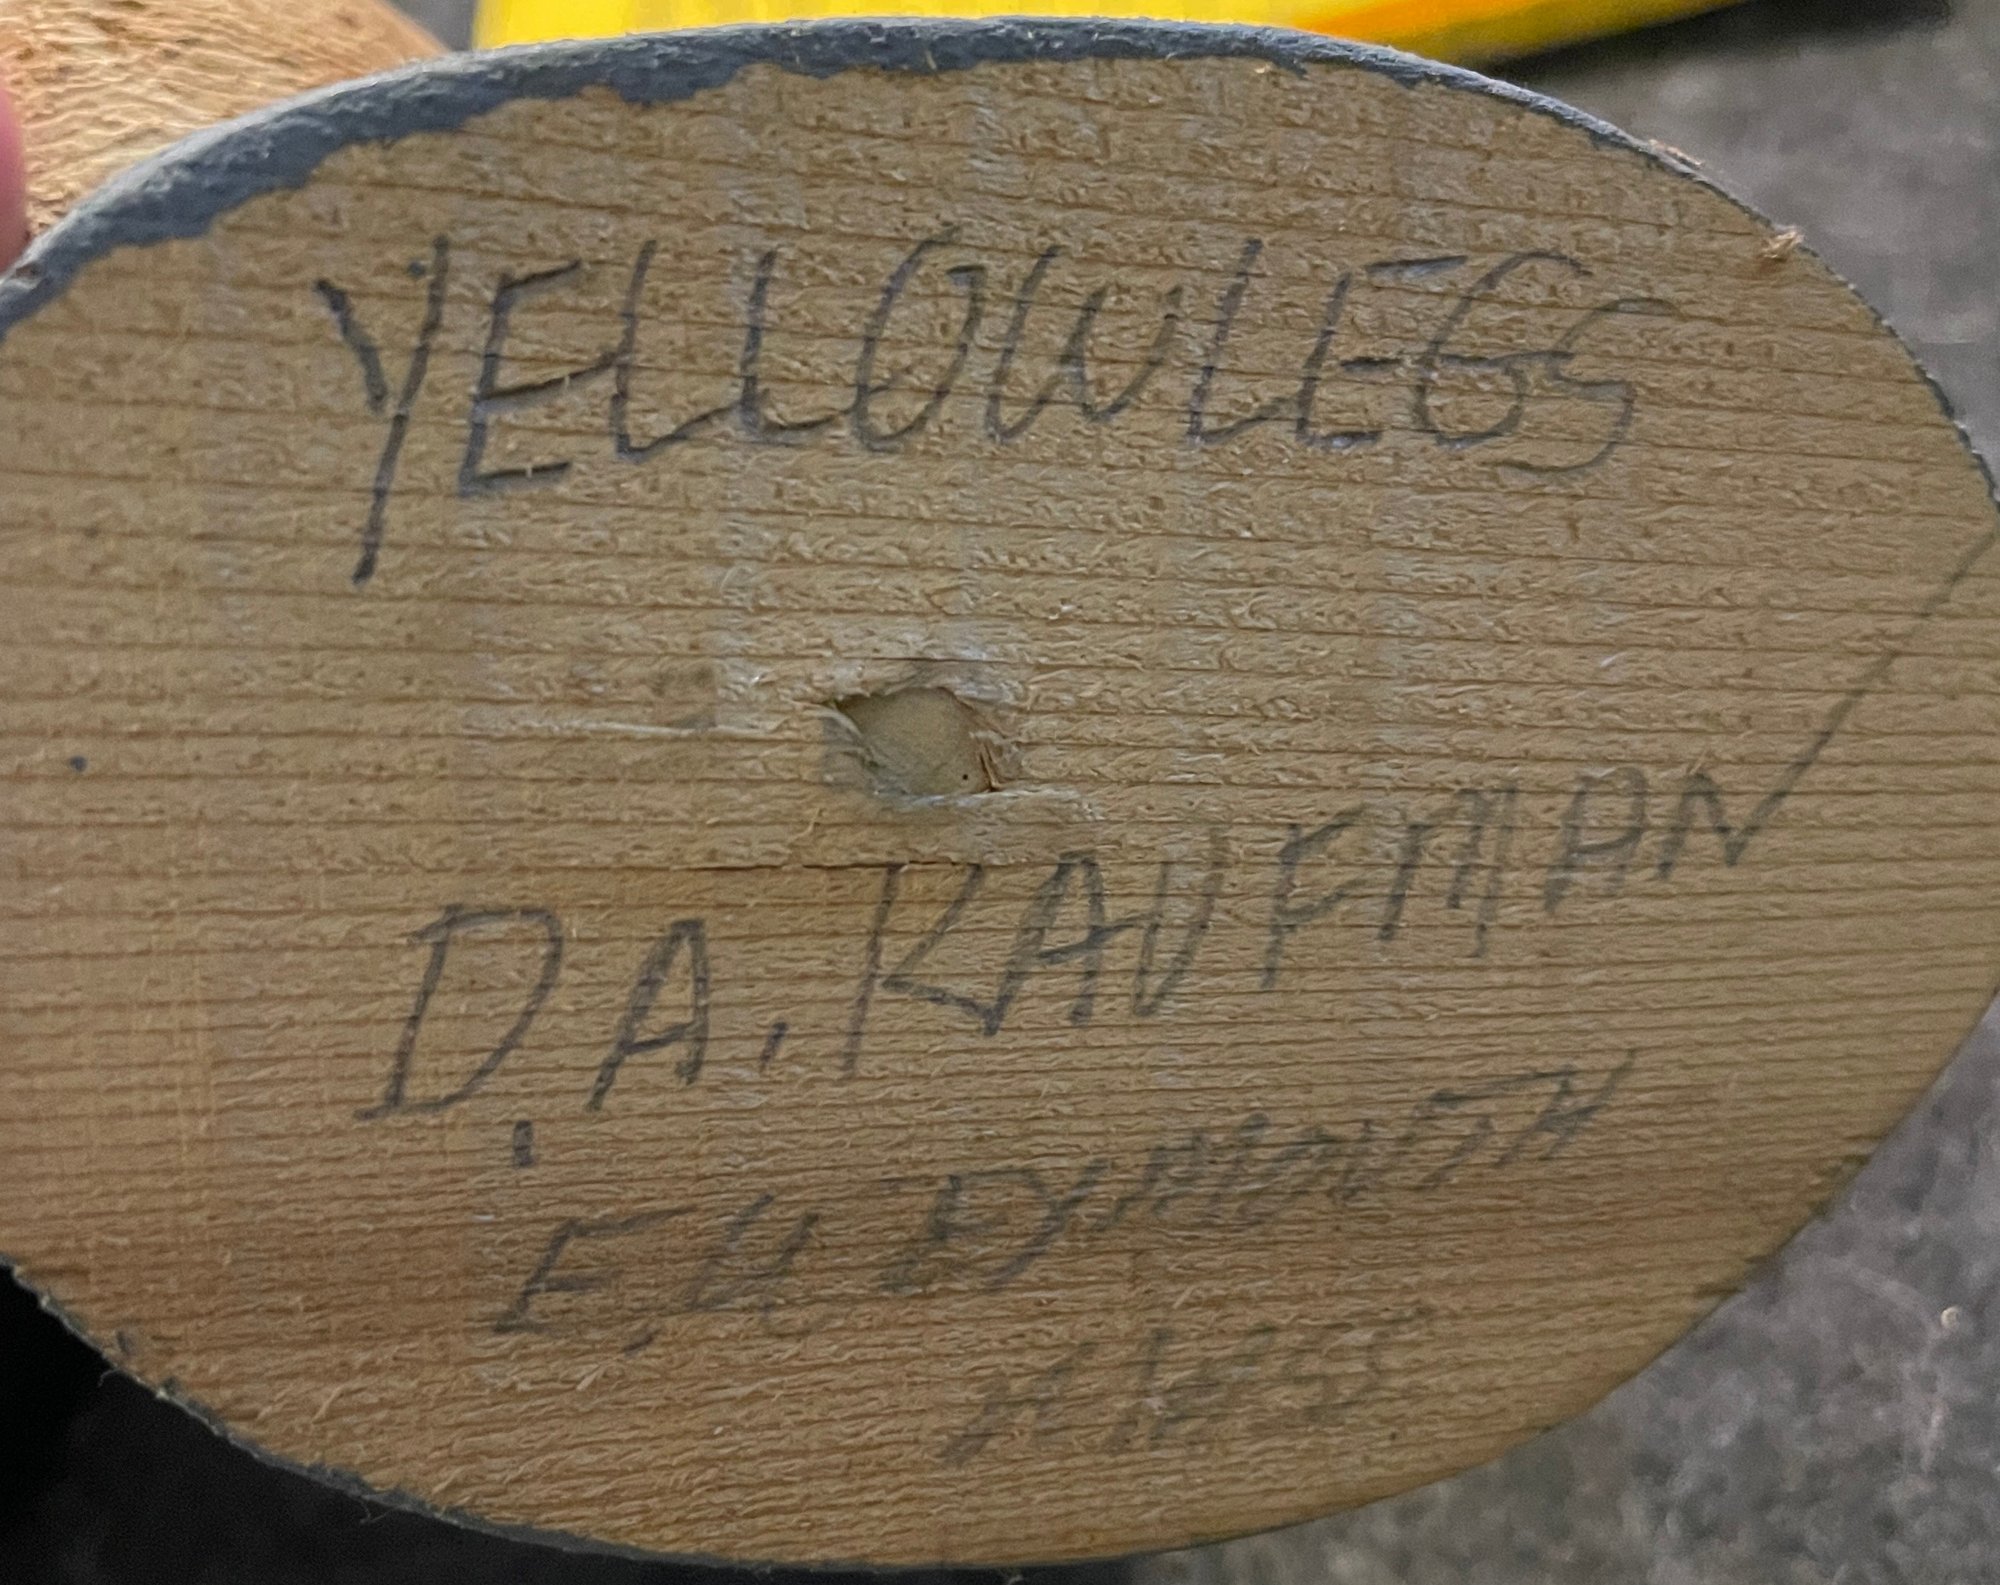 YELLOWLEGS
D.A. KAUFMAN
MASS